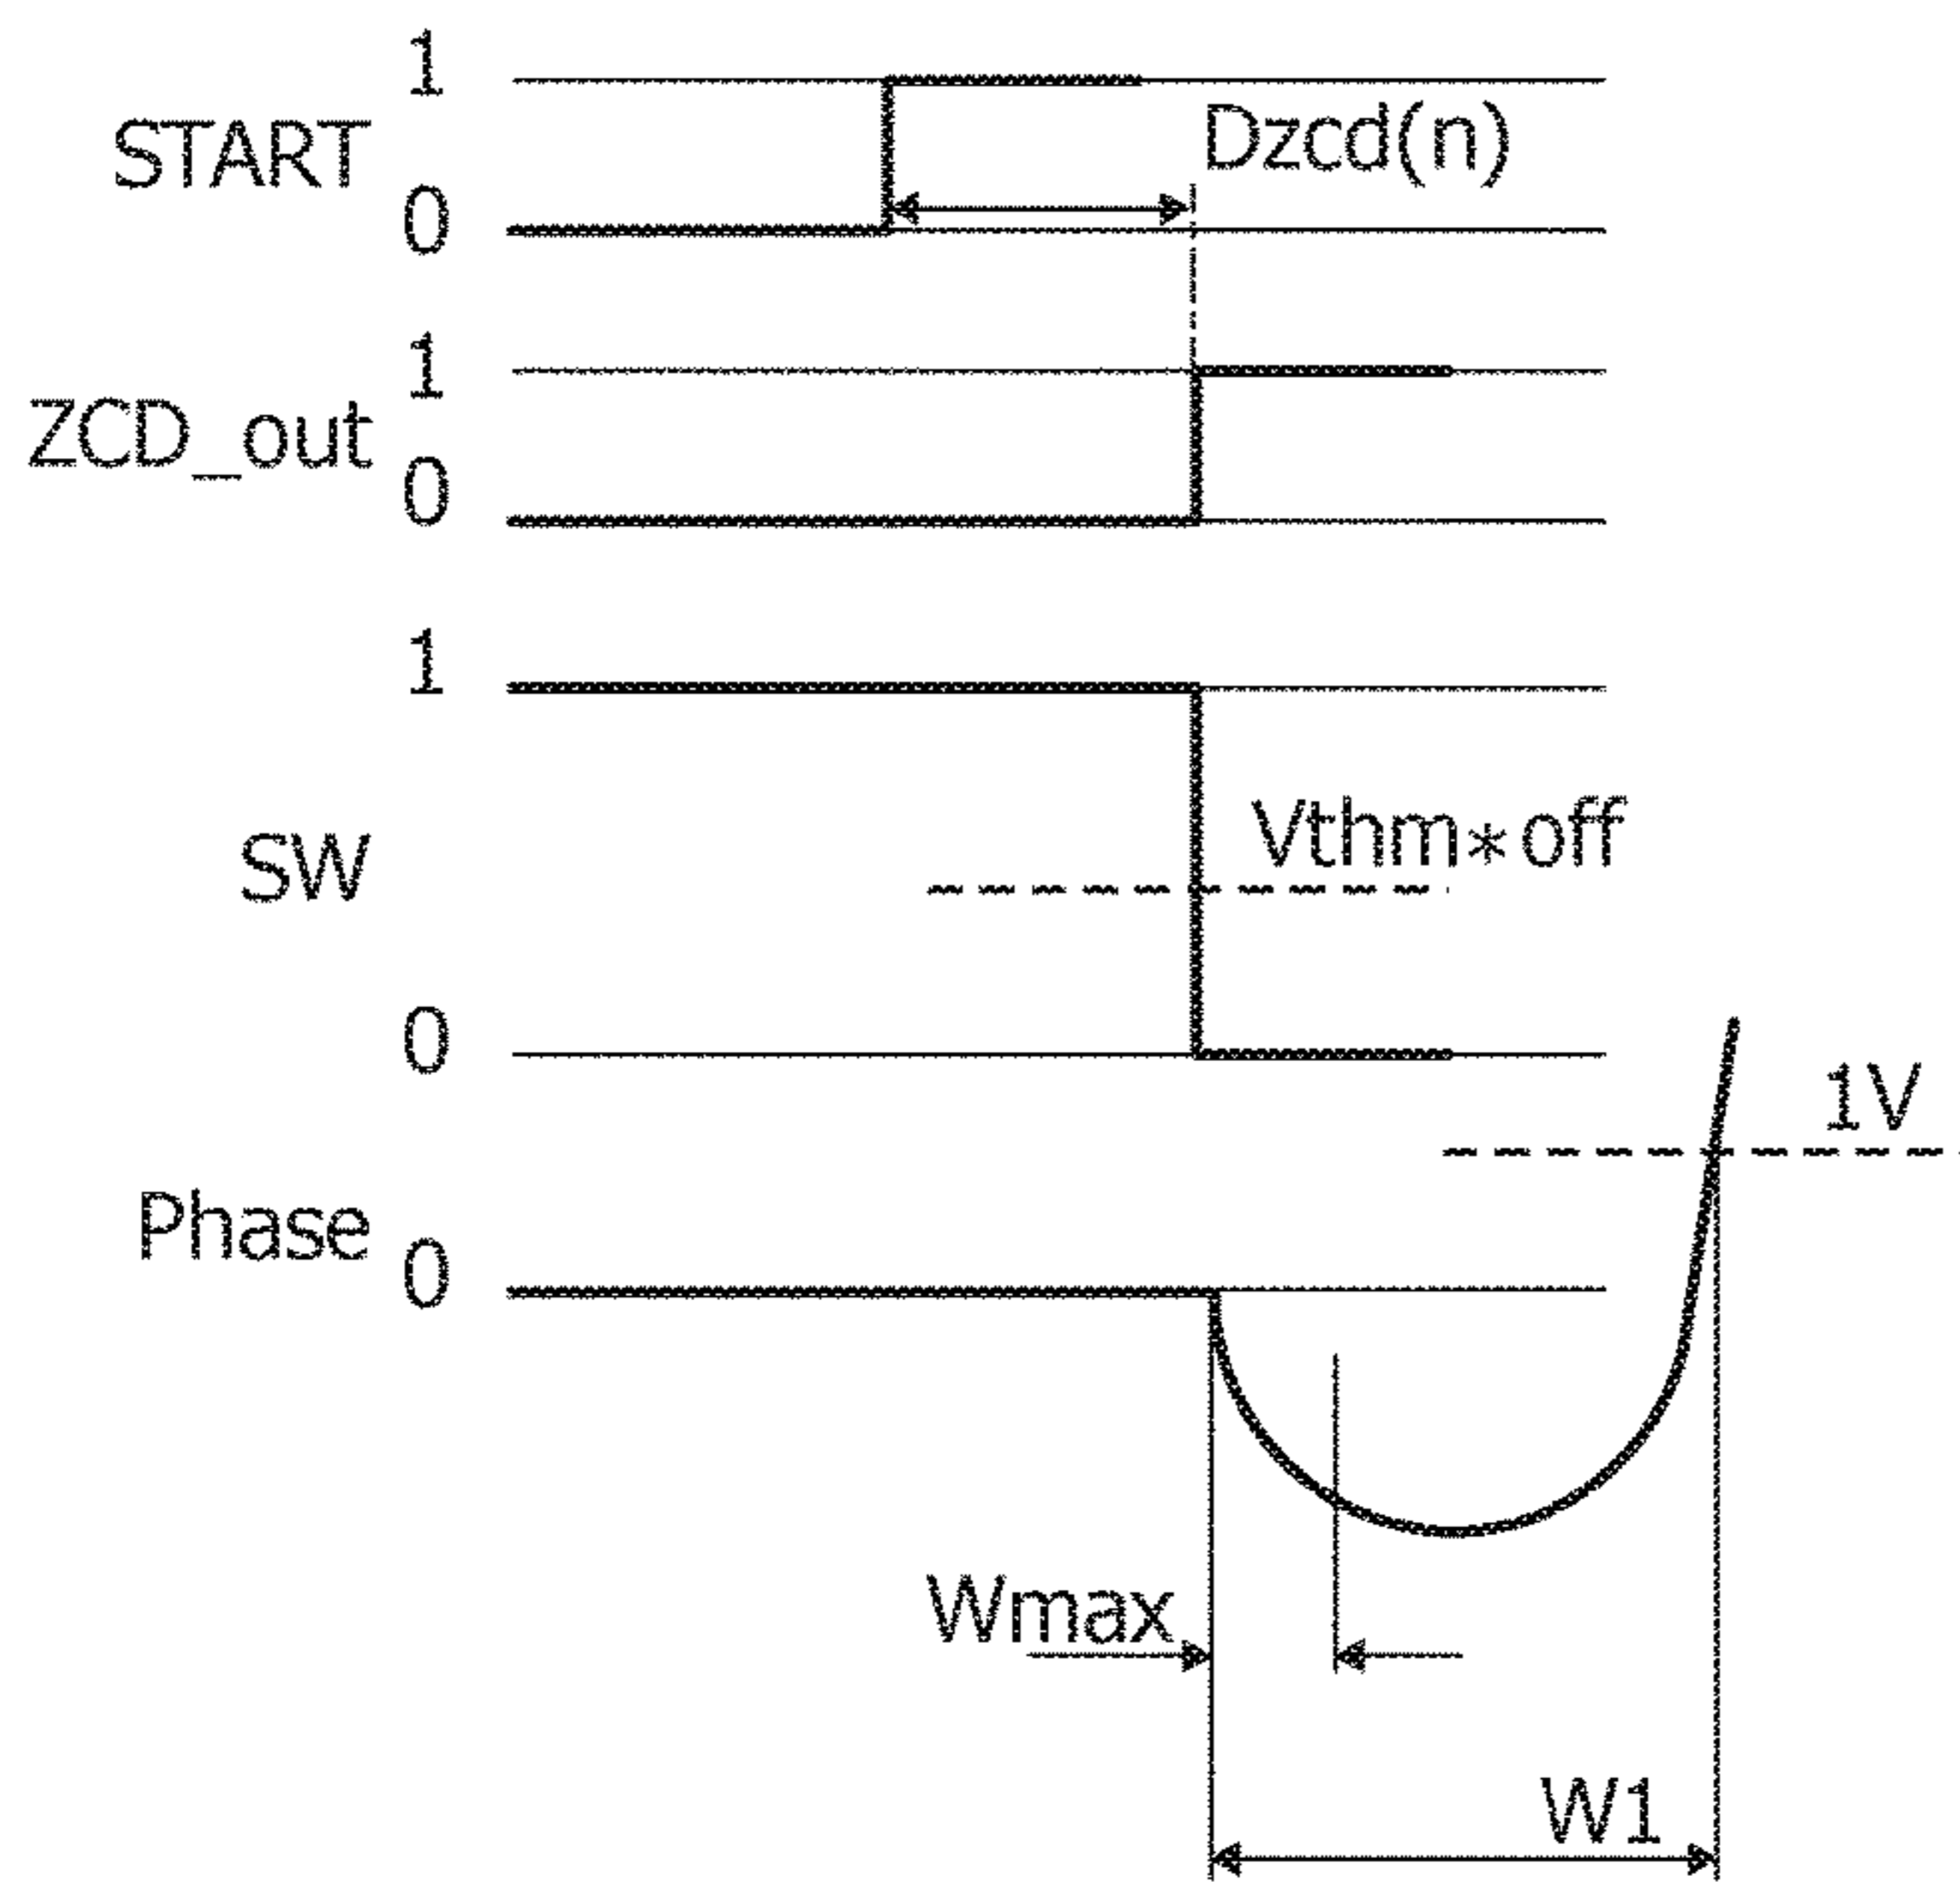 1
START
Dzcd(n)
0
1
ZCD_out
0
1
Vthm*off
SW
0
1V
Phase
0
Wmax
W1